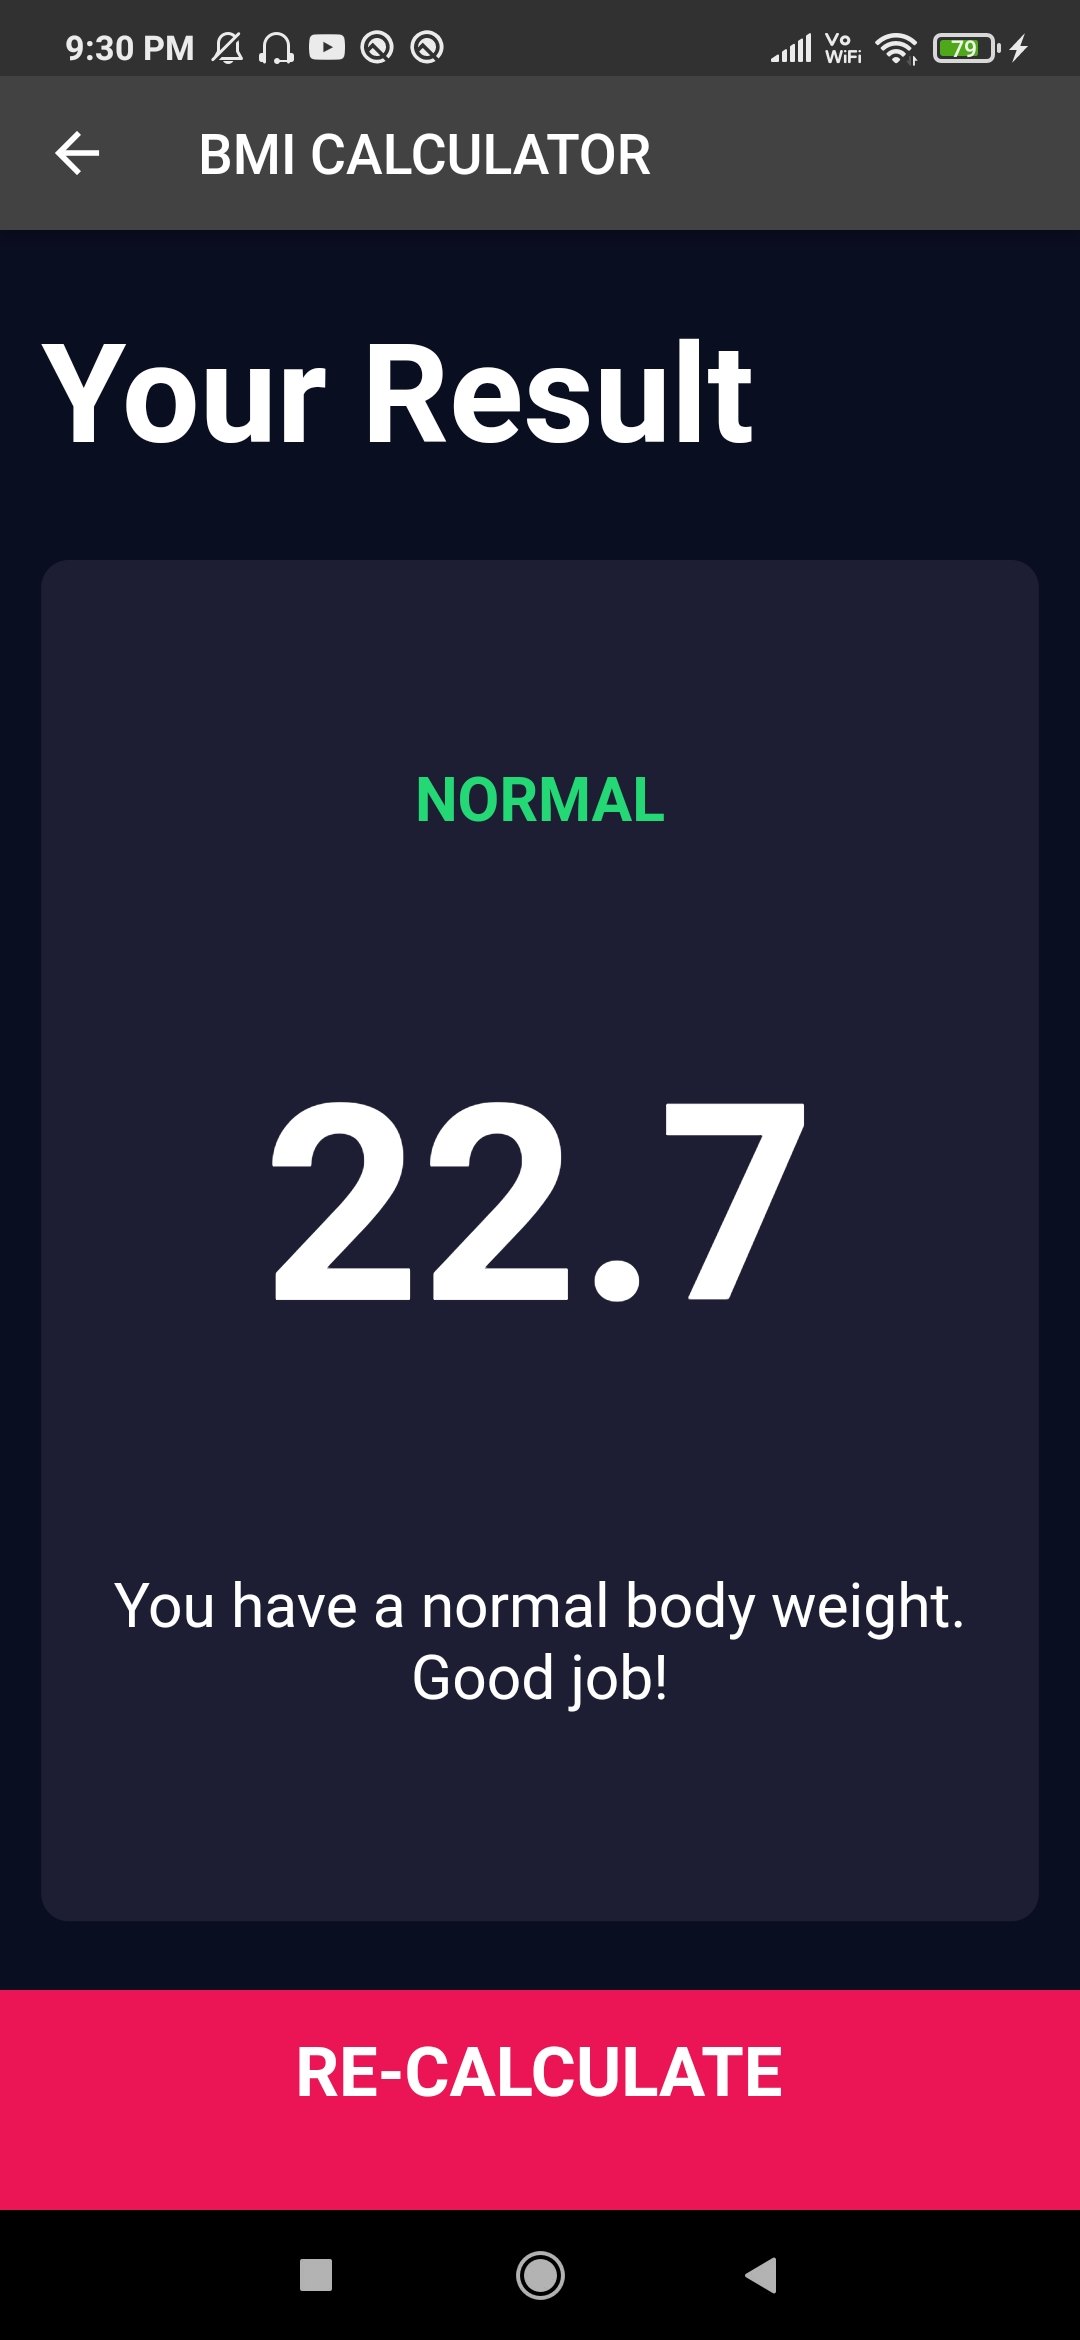 9:30 PM Vo WiFi 79
BMI CALCULATOR
Your Result
NORMAL
22.7
You have a normal body weight.
Good job!
RE-CALCULATE